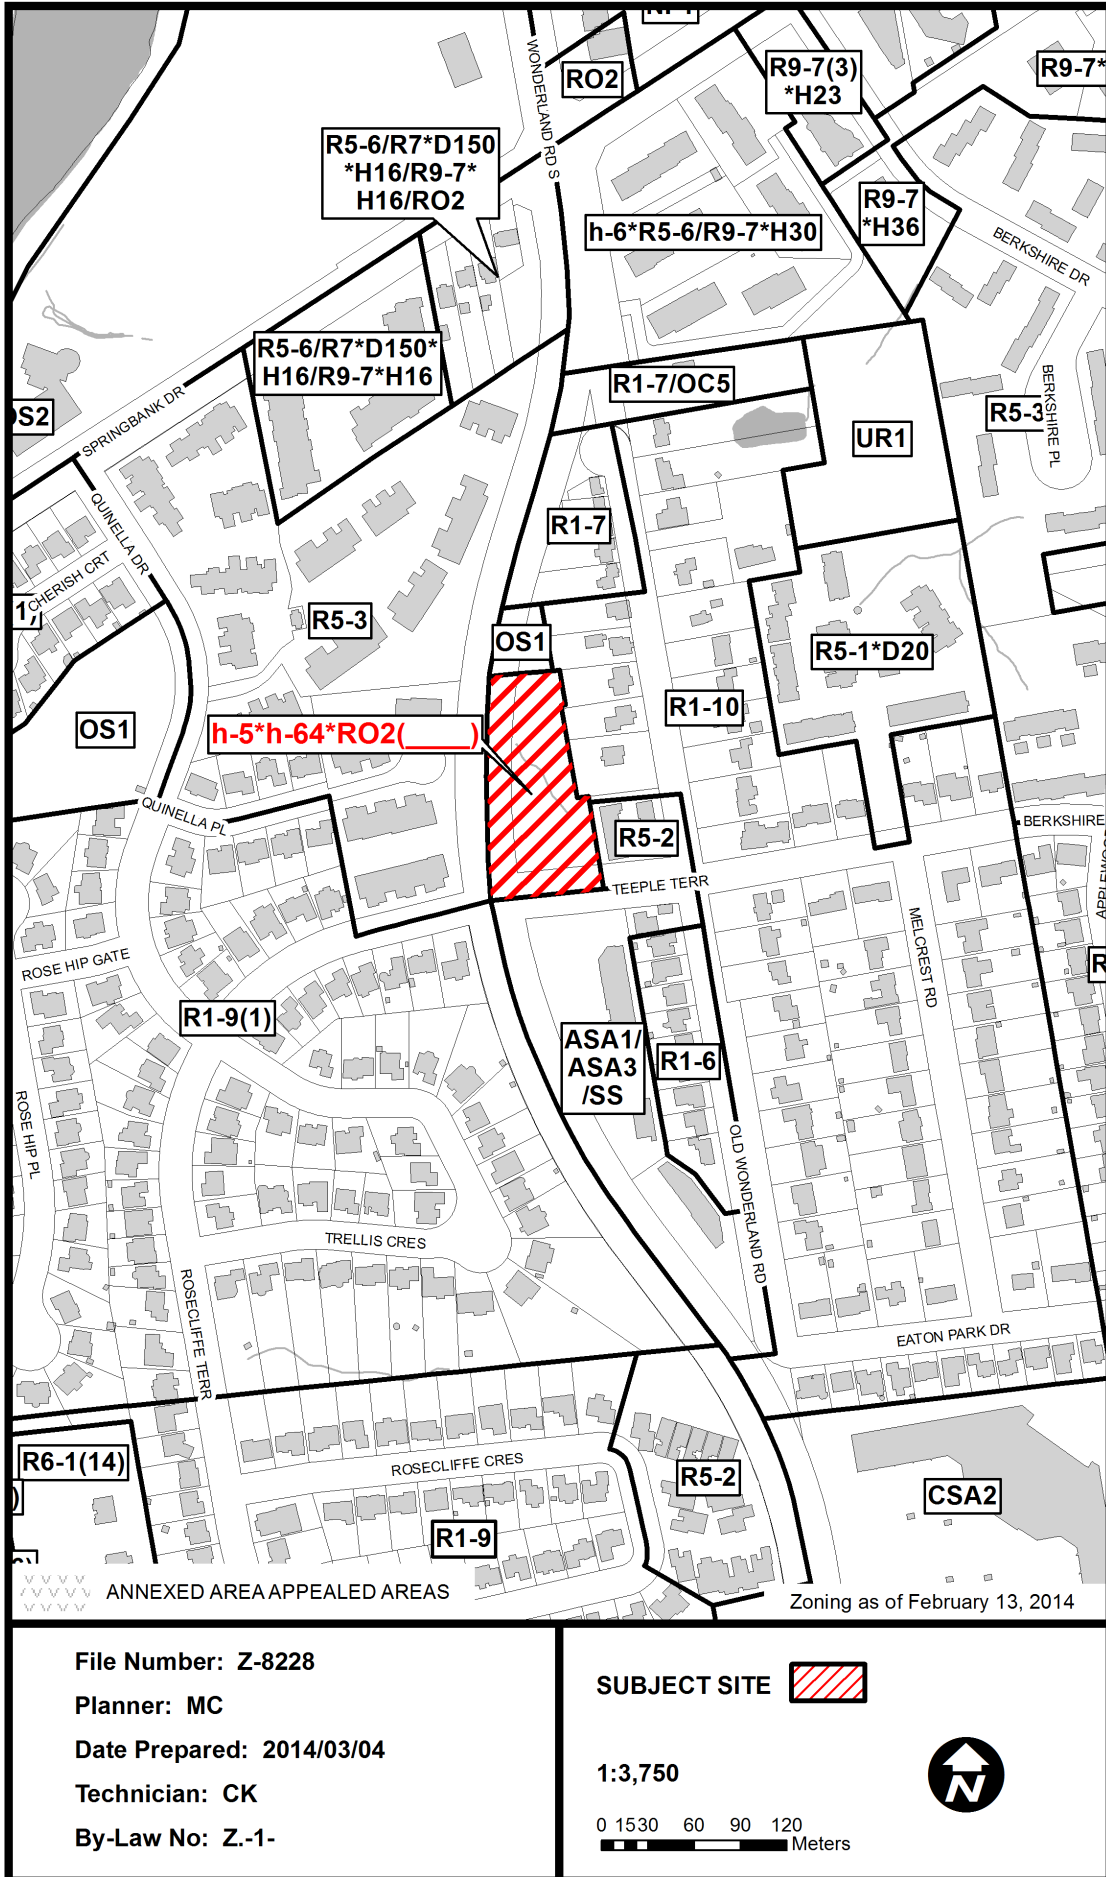 RO2
R9-7(3)
*H23
R9-7*
WONDERLAND RD S
R5-6/R7*D150
*H16/R9-7*
H16/RO2
R9-7
*H36
h-6*R5-6/R9-7*H30
BERKSHIRE DR
R5-6/R7*D150*
H16/R9-7*H16
R1-7/OC5
BERKSHIRE PL
OS2
SPRINGBANK DR
R5-3
UR1
QUINELLA DR
R1-7
CHERISH CRT
1)
R5-3
OS1
R5-1*D20
R1-10
OS1
h-5*h-64*RO2(____)
QUINELLA PL
R5-2
BERKSHIRE
TEEPLE TERR
MELCREST RD
ROSE HIP GATE
R
R1-9(1)
ASA1/
ASA3
/SS
R1-6
ROSE HIP PL
OLD WONDERLAND RD
TRELLIS CRES
ROSECLIFFE TERR
EATON PARK DR
R6-1(14)
ROSECLIFFE CRES
R5-2
CSA2
)
R1-9
ANNEXED AREA APPEALED AREAS
Zoning as of February 13, 2014
File Number: Z-8228
Planner: MC
Date Prepared: 2014/03/04
Technician: CK
By-Law No: Z.-1-
SUBJECT SITE
1:3,750
N
0 15 30 60 90 120
Meters